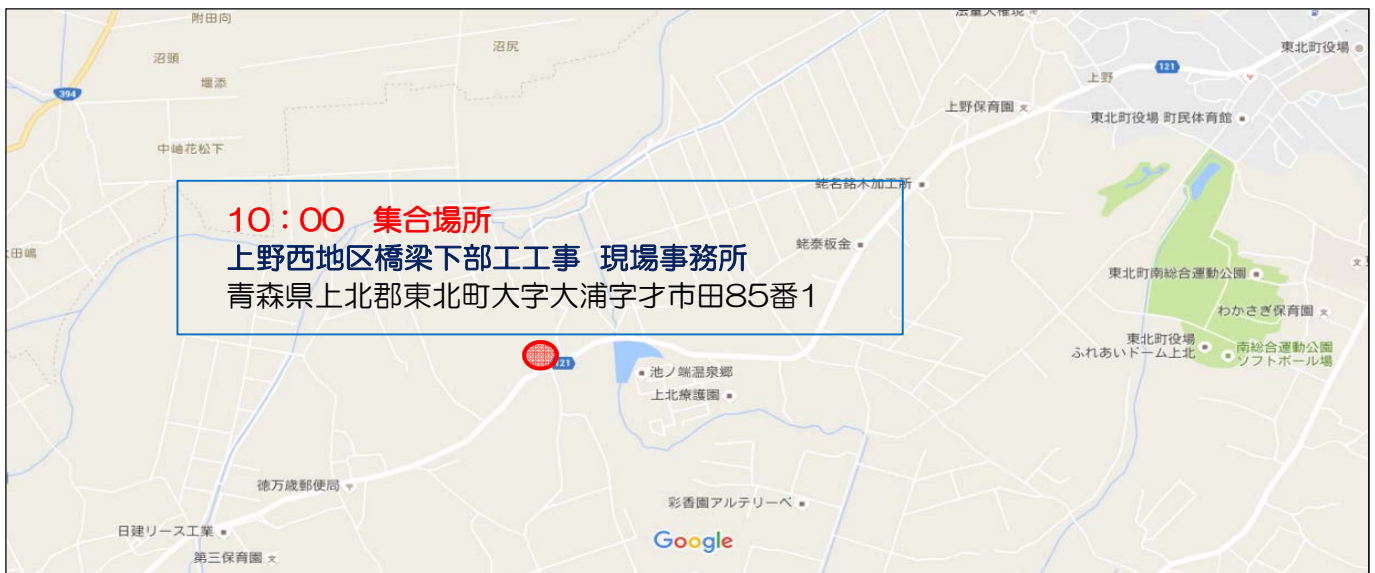 附田向
沼頭
沼尻
東北町役場
堰添
394
上野
121
上野保育園
東北町役場 町民体育館
中岫花松下
蛯名銘木加工所
10：00 集合場所
上野西地区橋梁下部工工事 現場事務所
青森県上北郡東北町大字大浦字才市田85番1
蛯泰板金
東北町南総合運動公園
わかさぎ保育園
東北町役場
ふれあいドーム上北
南総合運動公園
ソフトボール場
池ノ端温泉郷
上北療護園
徳万歳郵便局
彩香園アルテリーベ
日建リース工業
第三保育園
Google